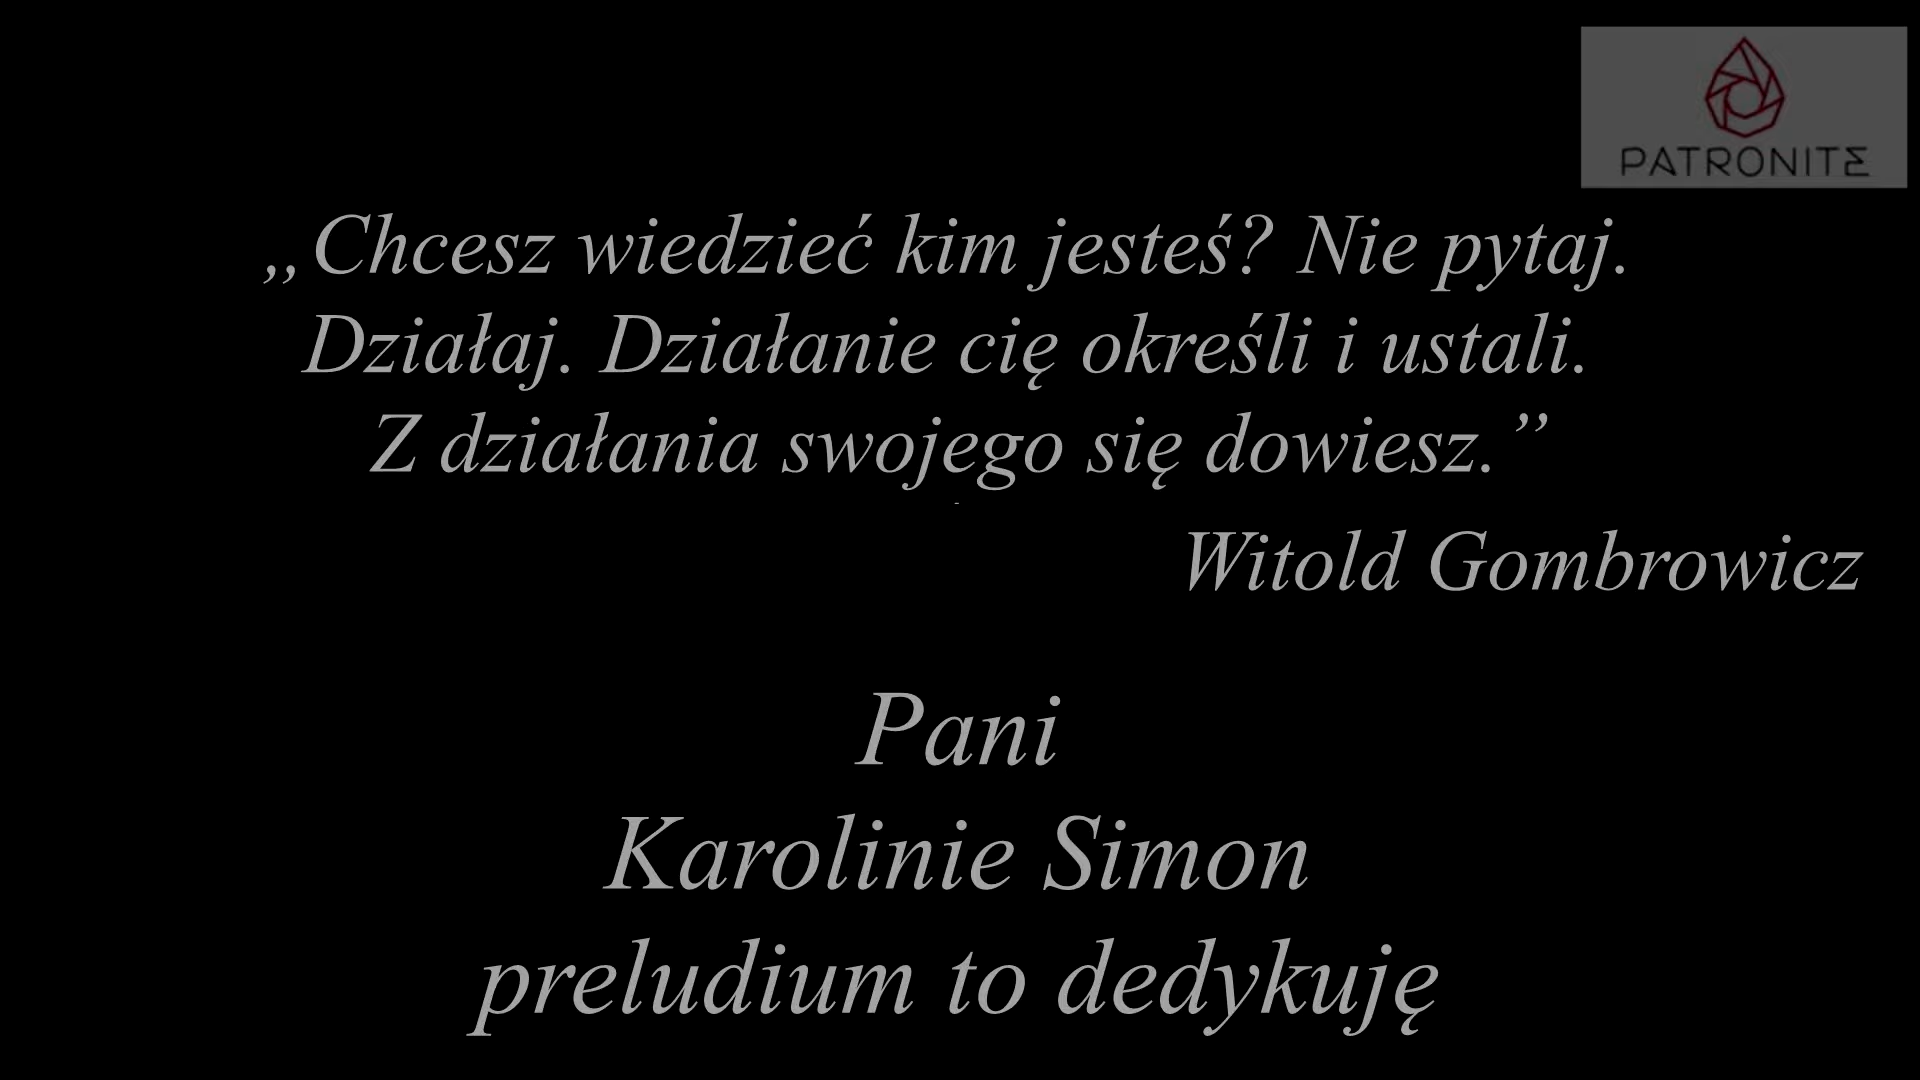 PATRONITE
,,Chcesz wiedzieć kim jesteś? Nie pytaj.
Działaj. Działanie cię określi i ustali.
Z działania swojego się dowiesz.”
Witold Gombrowicz
Pani
Karolinie Simon
preludium to dedykuję